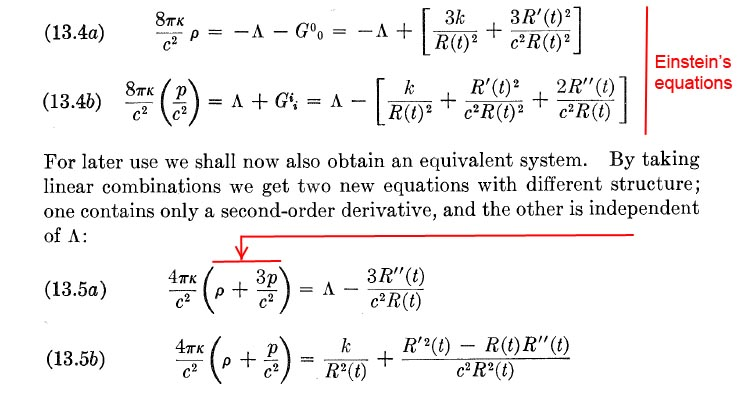 (13.4a) 8πκ/c² ρ = −Λ − G⁰₀ = −Λ + [3k/R(t)² + 3R′(t)²/c²R(t)²]
Einstein's
equations
(13.4b) 8πκ/c² (p/c²) = Λ + Gⁱᵢ = Λ − [k/R(t)² + R′(t)²/c²R(t)² + 2R″(t)/c²R(t)]
For later use we shall now also obtain an equivalent system. By taking
linear combinations we get two new equations with different structure;
one contains only a second-order derivative, and the other is independent
of Λ:
(13.5a) 4πκ/c² (ρ + 3p/c²) = Λ − 3R″(t)/c²R(t)
(13.5b) 4πκ/c² (ρ + p/c²) = k/R²(t) + R′²(t) − R(t)R″(t)/c²R²(t)